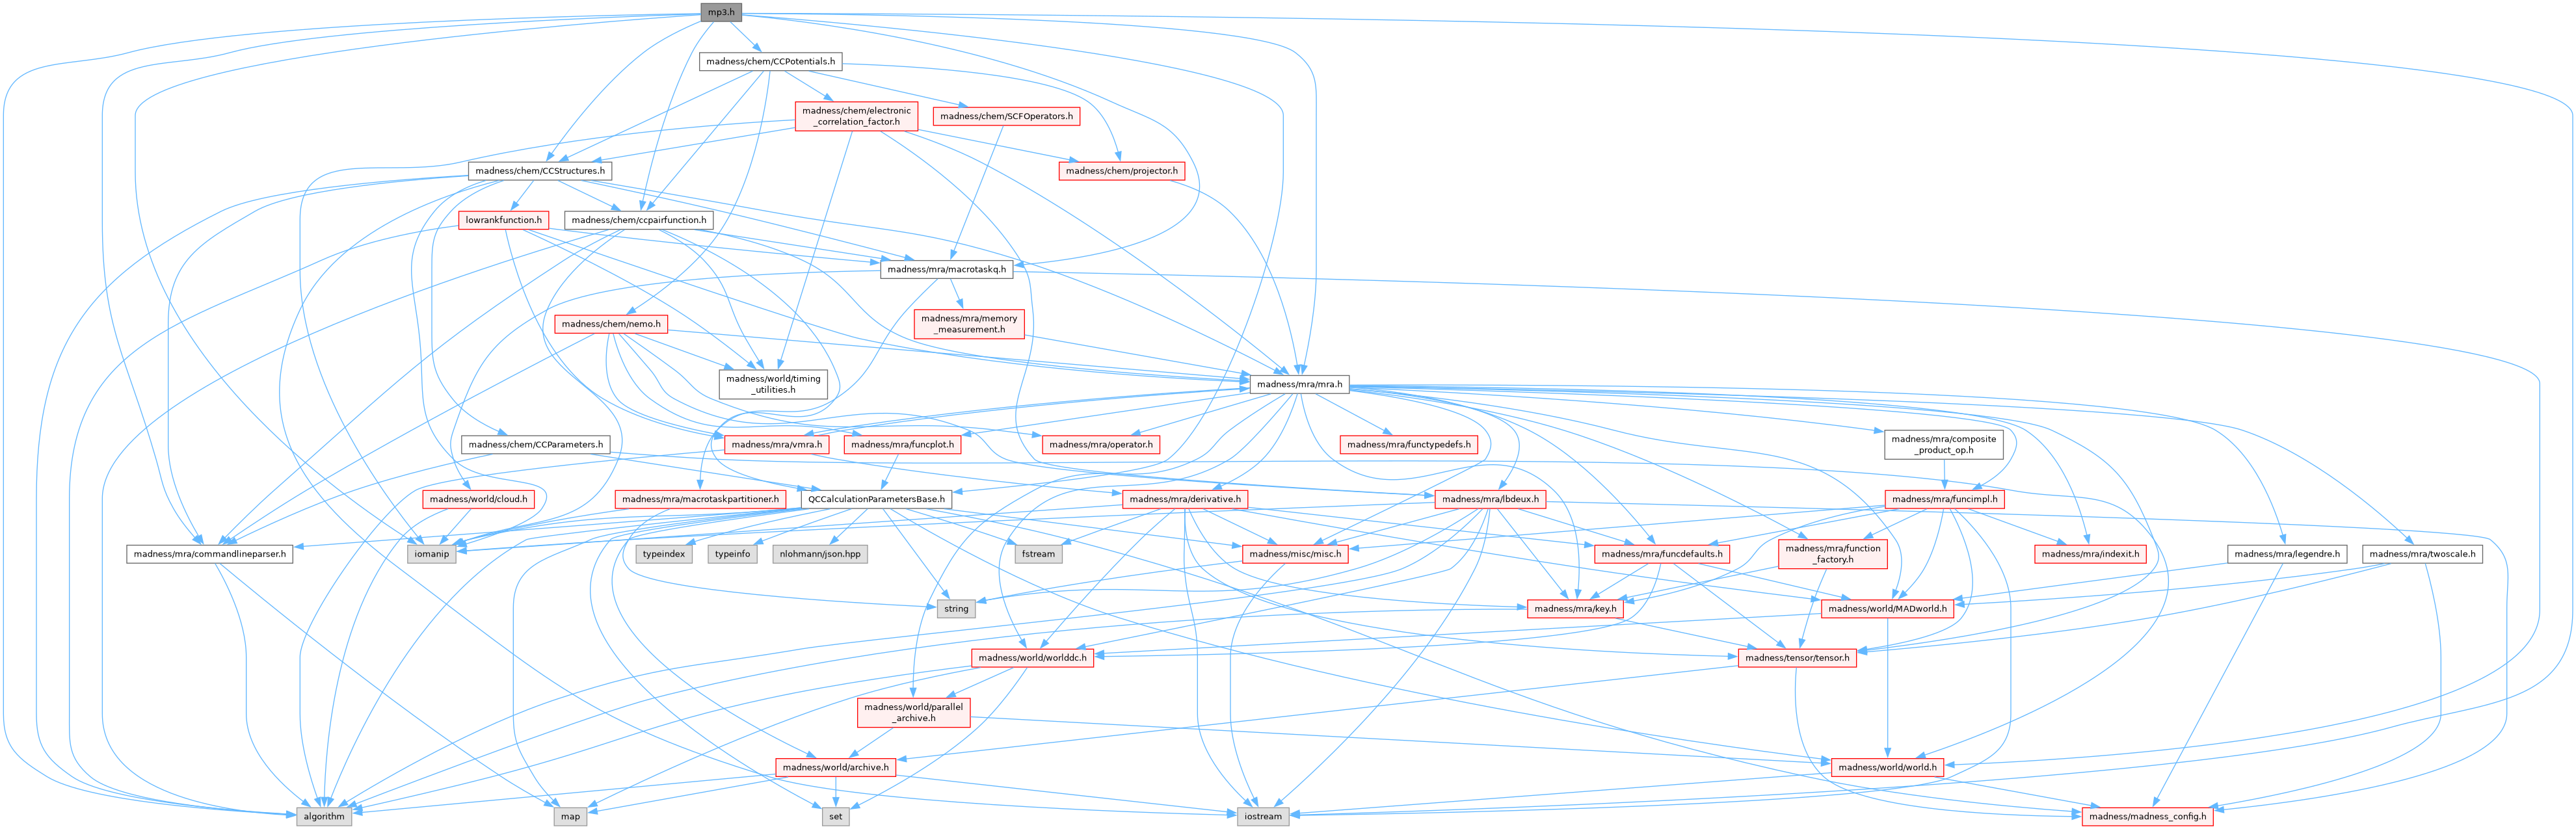 mp3.h
madness/chem/CCPotentials.h
madness/chem/electronic
_correlation_factor.h
madness/chem/SCFOperators.h
madness/chem/CCStructures.h
madness/chem/projector.h
lowrankfunction.h
madness/chem/ccpairfunction.h
madness/mra/macrotaskq.h
madness/chem/nemo.h
madness/mra/memory
_measurement.h
madness/world/timing
_utilities.h
madness/mra/mra.h
madness/chem/CCParameters.h
madness/mra/vmra.h
madness/mra/funcplot.h
madness/mra/operator.h
madness/mra/functypedefs.h
madness/mra/composite
_product_op.h
madness/world/cloud.h
madness/mra/macrotaskpartitioner.h
QCCalculationParametersBase.h
madness/mra/derivative.h
madness/mra/lbdeux.h
madness/mra/funcimpl.h
madness/mra/commandlineparser.h
iomanip
typeindex
typeinfo
nlohmann/json.hpp
fstream
madness/misc/misc.h
madness/mra/funcdefaults.h
madness/mra/function
_factory.h
madness/mra/indexit.h
madness/mra/legendre.h
madness/mra/twoscale.h
string
madness/mra/key.h
madness/world/MADworld.h
madness/world/worlddc.h
madness/tensor/tensor.h
madness/world/parallel
_archive.h
madness/world/archive.h
madness/world/world.h
algorithm
map
set
iostream
madness/madness_config.h